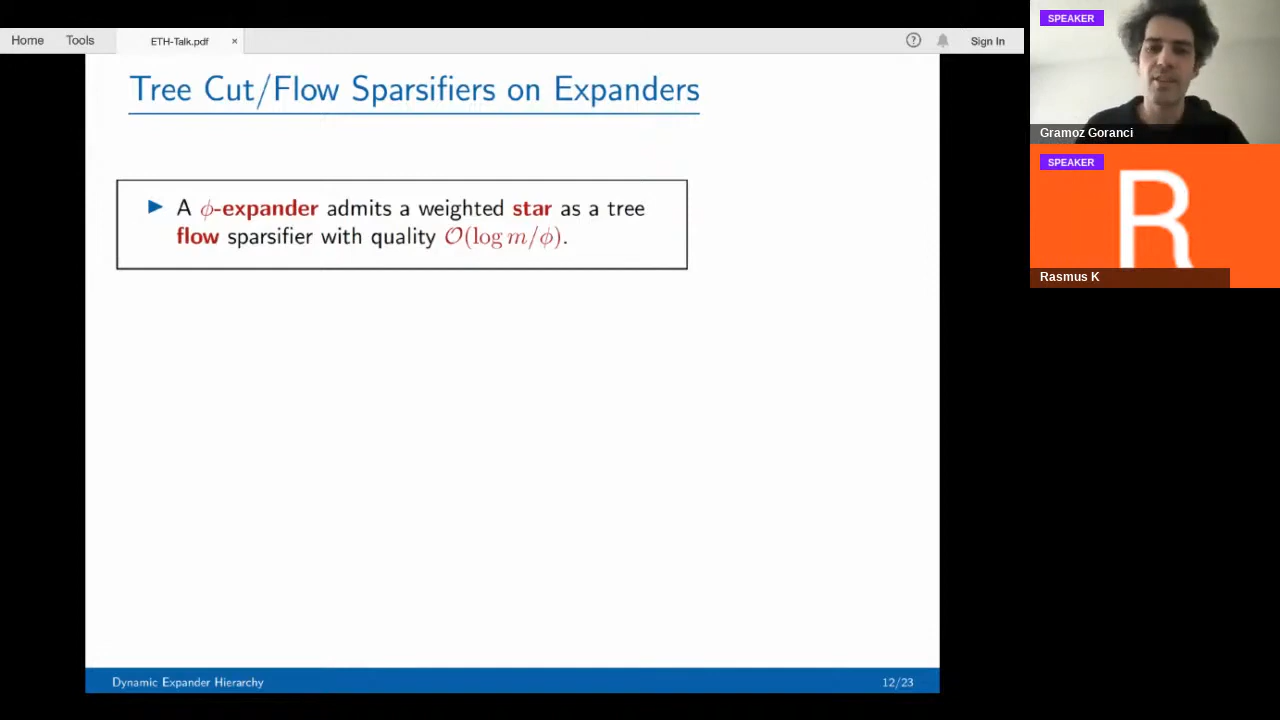 Home Tools ETH-Talk.pdf × ? Sign In
Tree Cut/Flow Sparsifiers on Expanders
▶ A ϕ-expander admits a weighted star as a tree
flow sparsifier with quality O(log m/ϕ).
Dynamic Expander Hierarchy 12/23
SPEAKER
Gramoz Goranci
SPEAKER
R
Rasmus K